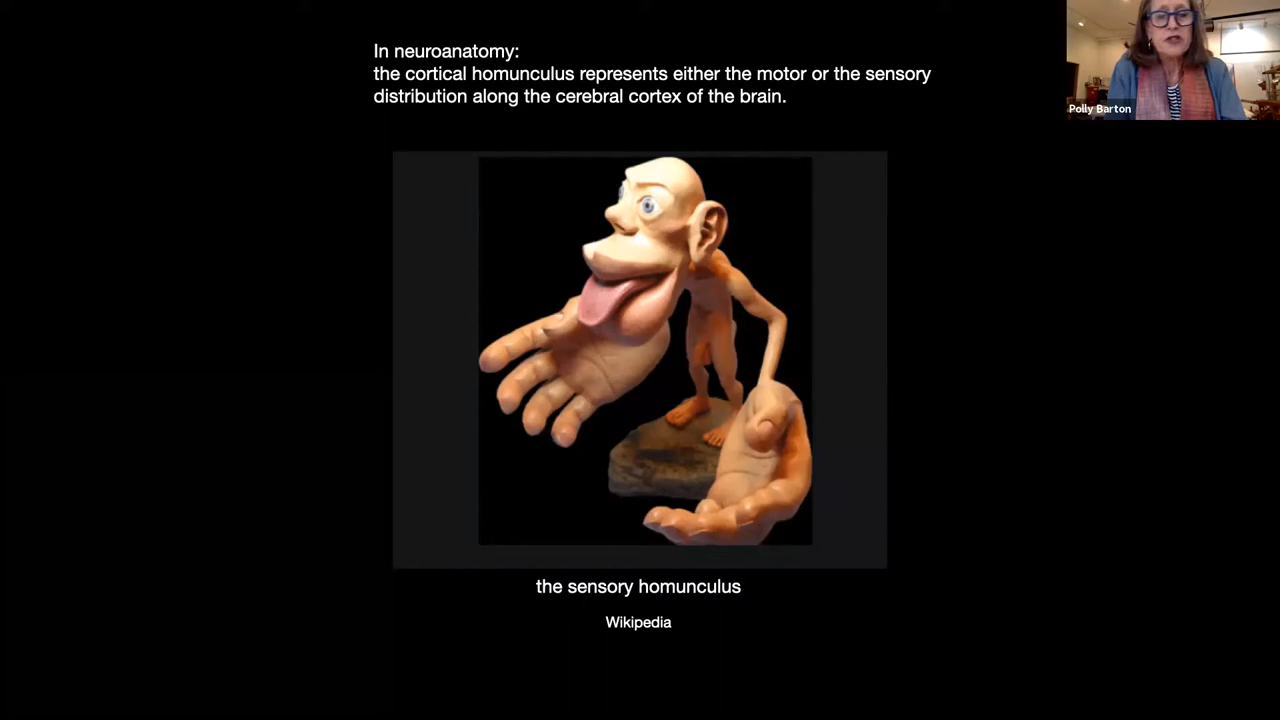 In neuroanatomy:
the cortical homunculus represents either the motor or the sensory
distribution along the cerebral cortex of the brain.
Polly Barton
the sensory homunculus
Wikipedia